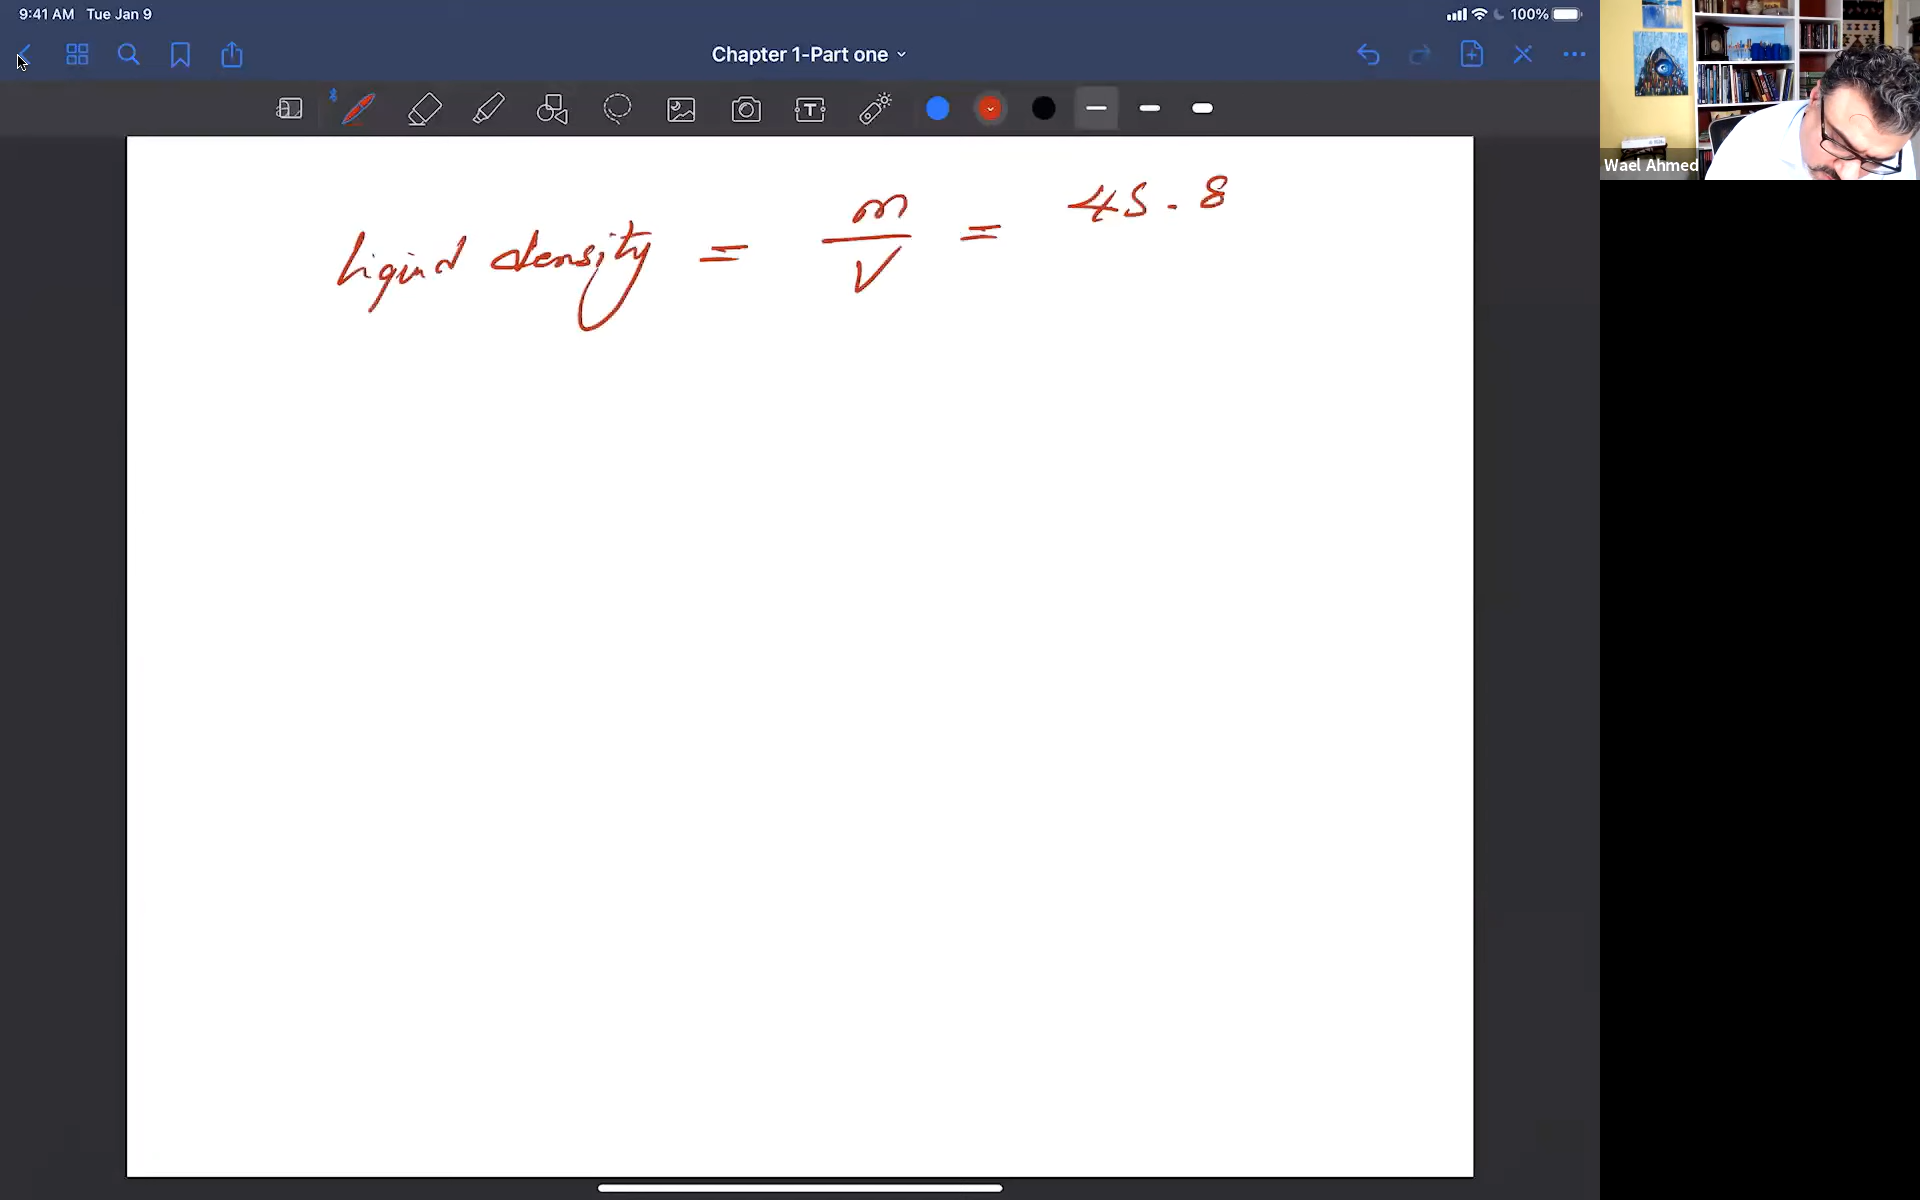 9:41 AM Tue Jan 9
100%
Chapter 1-Part one
T
Wael Ahmed
Liquid density = m/V = 45.8